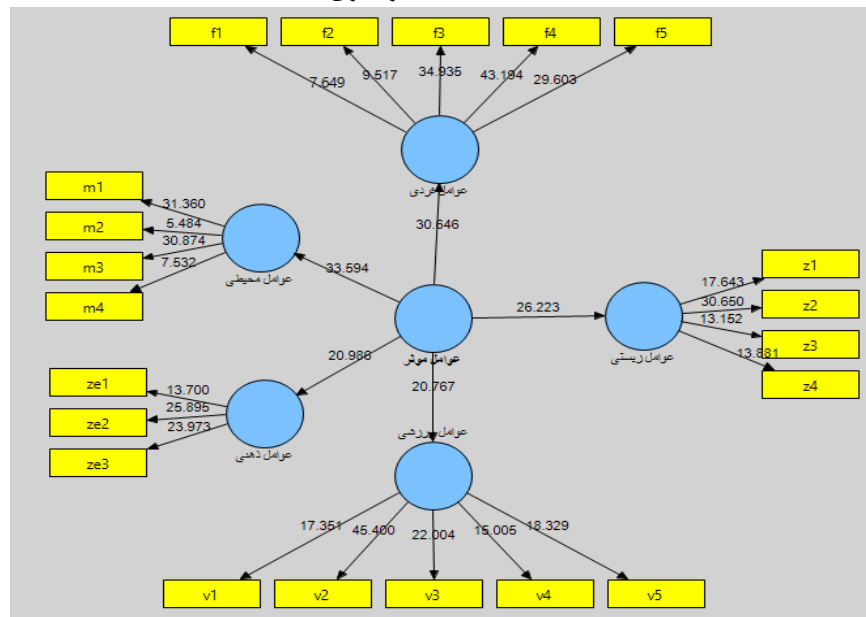 f1 f2 f3 f4 f5
7.649 9.517 34.935 43.194 29.603
عوامل فردی
30.646
m1
m2
m3
m4
31.360
5.484
30.874
7.532
عوامل محیطی
33.594
z1
z2
z3
z4
17.643
30.650
13.152
13.881
عوامل زیستی
26.223
عوامل موثر
20.986
20.767
ze1
ze2
ze3
13.700
25.895
23.973
عوامل ذهنی
عوامل ورزشی
17.351 45.400 22.004 15.005 18.329
v1 v2 v3 v4 v5